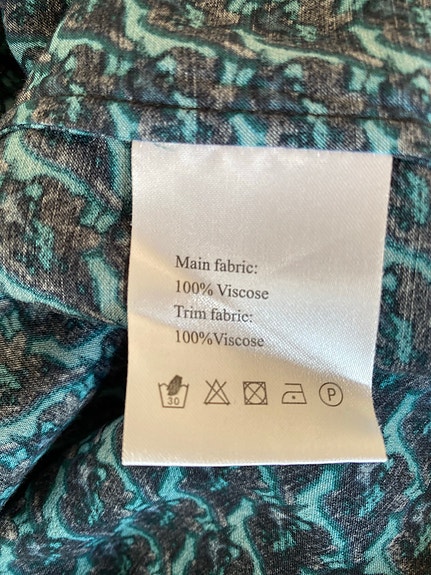 Main fabric:
100% Viscose
Trim fabric:
100%Viscose
30
P